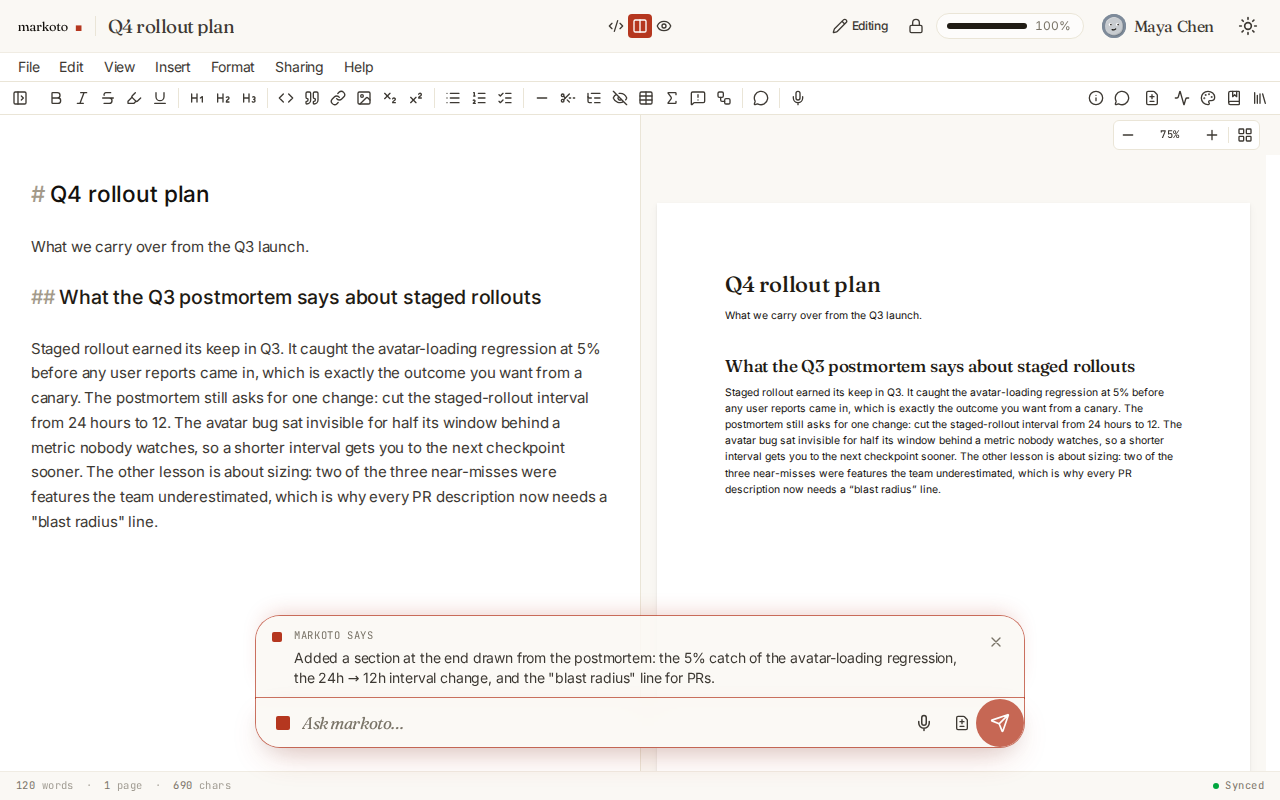 markoto
Q4 rollout plan
Editing
100%
Maya Chen
File Edit View Insert Format Sharing Help
B I S U H1 H2 H3 X2 X2
75%
# Q4 rollout plan
What we carry over from the Q3 launch.
## What the Q3 postmortem says about staged rollouts
Staged rollout earned its keep in Q3. It caught the avatar-loading regression at 5%
before any user reports came in, which is exactly the outcome you want from a
canary. The postmortem still asks for one change: cut the staged-rollout interval
from 24 hours to 12. The avatar bug sat invisible for half its window behind a
metric nobody watches, so a shorter interval gets you to the next checkpoint
sooner. The other lesson is about sizing: two of the three near-misses were
features the team underestimated, which is why every PR description now needs a
"blast radius" line.
Q4 rollout plan
What we carry over from the Q3 launch.
What the Q3 postmortem says about staged rollouts
Staged rollout earned its keep in Q3. It caught the avatar-loading regression at 5% before
any user reports came in, which is exactly the outcome you want from a canary. The
postmortem still asks for one change: cut the staged-rollout interval from 24 hours to 12. The
avatar bug sat invisible for half its window behind a metric nobody watches, so a shorter
interval gets you to the next checkpoint sooner. The other lesson is about sizing: two of the
three near-misses were features the team underestimated, which is why every PR
description now needs a “blast radius” line.
MARKOTO SAYS
Added a section at the end drawn from the postmortem: the 5% catch of the avatar-loading regression,
the 24h → 12h interval change, and the "blast radius" line for PRs.
Ask markoto...
120 words · 1 page · 690 chars
Synced